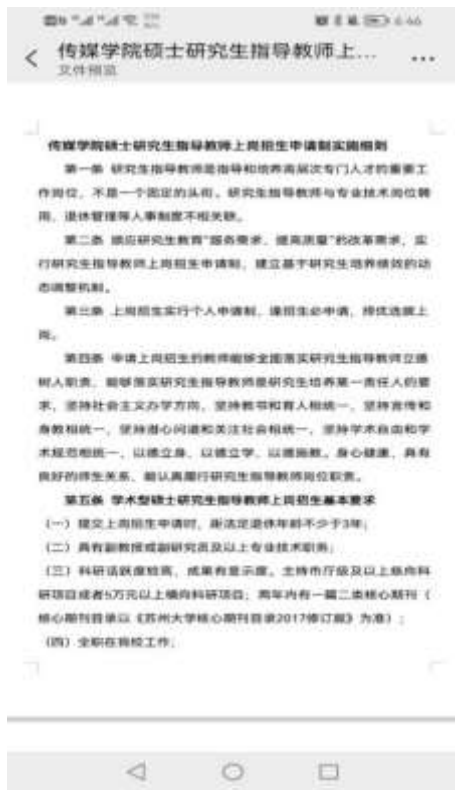 6:46
传媒学院硕士研究生指导教师上...
文件预览
传媒学院硕士研究生指导教师上岗招生申请制实施细则
第一条 研究生指导教师是指导和培养高层次专门人才的重要工
作岗位，不是一个固定的头衔。研究生指导教师与专业技术岗位聘
用、退休管理等人事制度不相关联。
第二条 顺应研究生教育“服务需求、提高质量”的改革需求，实
行研究生指导教师上岗招生申请制，建立基于研究生培养绩效的动
态调整机制。
第三条 上岗招生实行个人申请制，逢招生必申请，择优选拔上
岗。
第四条 申请上岗招生的教师能够全面落实研究生指导教师立德
树人职责，能够落实研究生指导教师是研究生培养第一责任人的要
求，坚持社会主义办学方向，坚持教书和育人相统一，坚持言传和
身教相统一，坚持潜心问道和关注社会相统一，坚持学术自由和学
术规范相统一，以德立身、以德立学、以德施教。身心健康，具有
良好的师生关系，能认真履行研究生指导教师岗位职责。
第五条 学术型硕士研究生指导教师上岗招生基本要求
（一）提交上岗招生申请时，距法定退休年龄不少于3年；
（二）具有副教授或副研究员及以上专业技术职务；
（三）科研活跃度较高，成果有显示度。主持市厅级及以上纵向科
研项目或者5万元以上横向科研项目；两年内有一篇二类核心期刊（
核心期刊目录以《苏州大学核心期刊目录2017修订版》为准）；
（四）全职在我校工作；